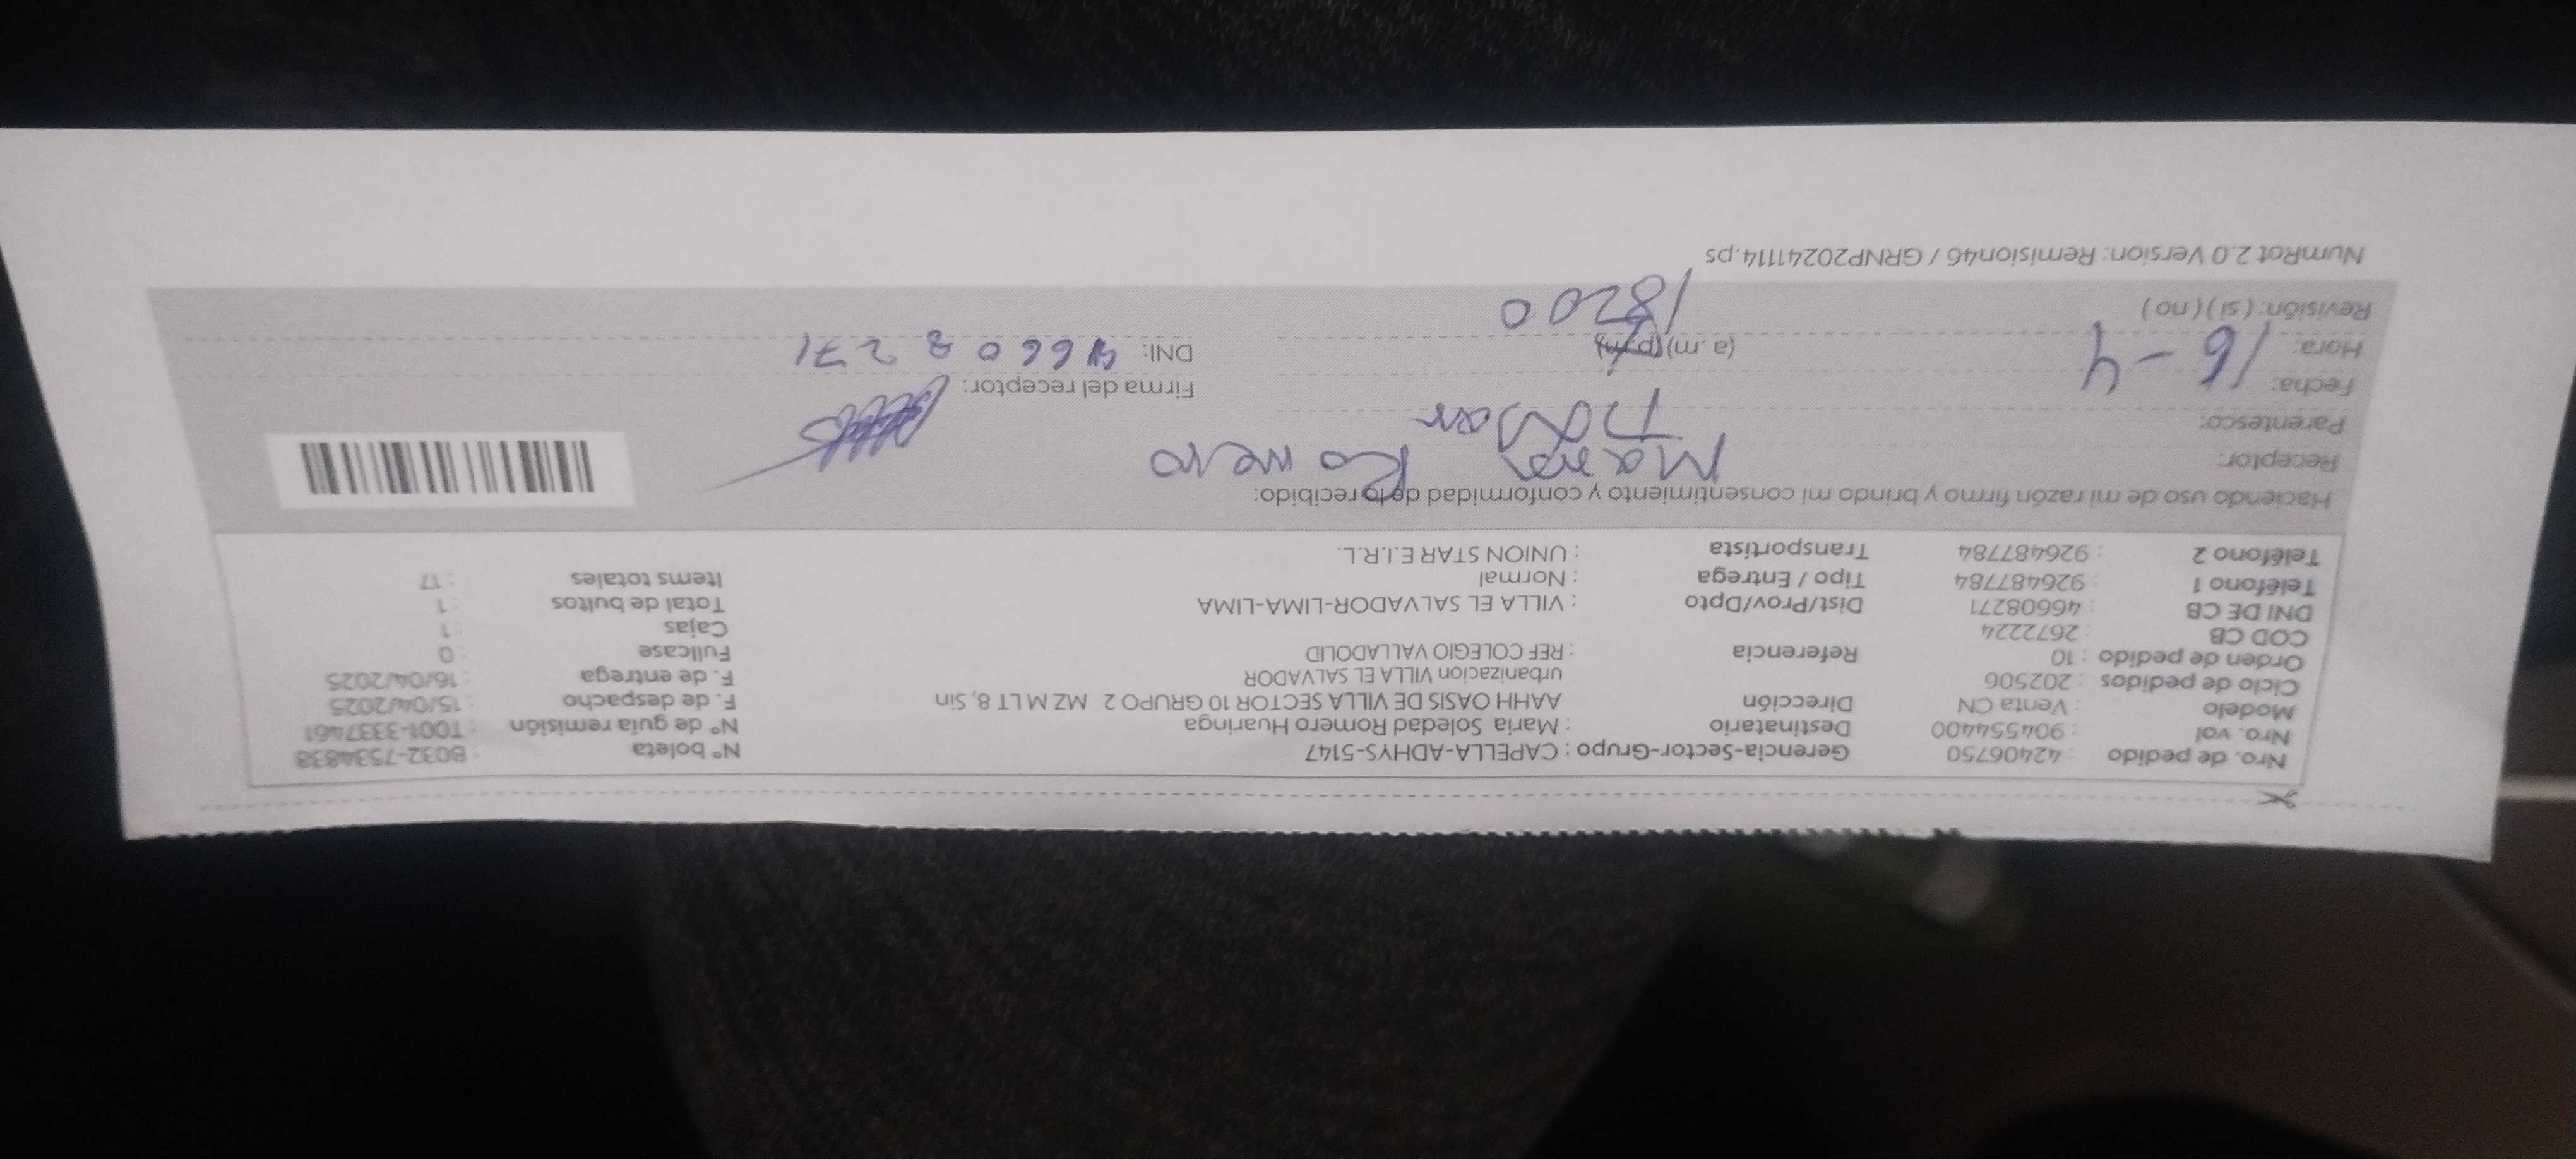 Nro. de pedido : 42406750 Gerencia-Sector-Grupo : CAPELLA-ADHYS-5147 N° boleta : B032-7534838
Nro. vol : 904554400 Destinatario : Maria Soledad Romero Huaringa N° de guía remisión : T001-3337461
Modelo : Venta CN Dirección AAHH OASIS DE VILLA SECTOR 10 GRUPO 2 MZ M LT 8, Sin F. de despacho : 15/04/2025
Ciclo de pedidos : 202506 urbanizacion VILLA EL SALVADOR F. de entrega : 16/04/2025
Orden de pedido : 10 Referencia : REF COLEGIO VALLADOLID Fullcase : 0
COD CB : 2672224 Cajas : 1
DNI DE CB : 46608271 Dist/Prov/Dpto : VILLA EL SALVADOR-LIMA-LIMA Total de bultos : 1
Teléfono 1 : 926487784 Tipo / Entrega : Normal Items totales : 17
Teléfono 2 : 926487784 Transportista : UNION STAR E.I.R.L.
Haciendo uso de mi razón firmo y brindo mi consentimiento y conformidad de lo recibido:
Receptor: Romero
Parentesco:
Fecha: 16-4 Firma del receptor:
Hora: (a.m) (p.m) DNI: 46608271
Revisión: ( si ) ( no ) 18200
NumRot 2.0 Version: Remision46 / GRNP20241114.ps